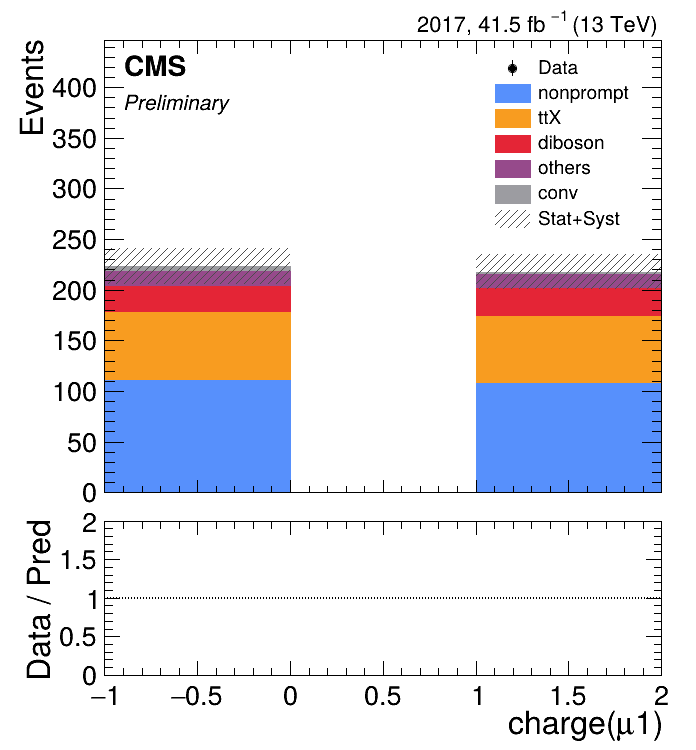 2017, 41.5 fb⁻¹ (13 TeV)
CMS
Preliminary
Data
nonprompt
ttX
diboson
others
conv
Stat+Syst
Events
400
350
300
250
200
150
100
50
0
Data / Pred
2
1.5
1
0.5
0
−1 −0.5 0 0.5 1 1.5 2
charge(μ1)